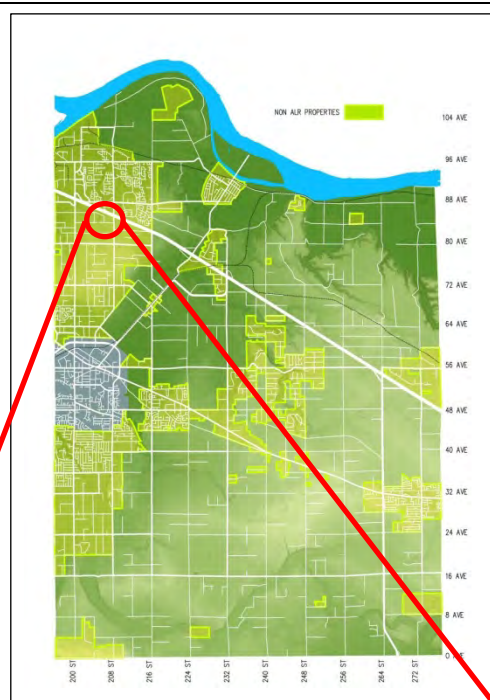 NON ALR PROPERTIES
104 AVE
96 AVE
88 AVE
80 AVE
72 AVE
64 AVE
56 AVE
48 AVE
40 AVE
32 AVE
24 AVE
16 AVE
8 AVE
0 AVE
200 ST
208 ST
216 ST
224 ST
232 ST
240 ST
248 ST
256 ST
264 ST
272 ST